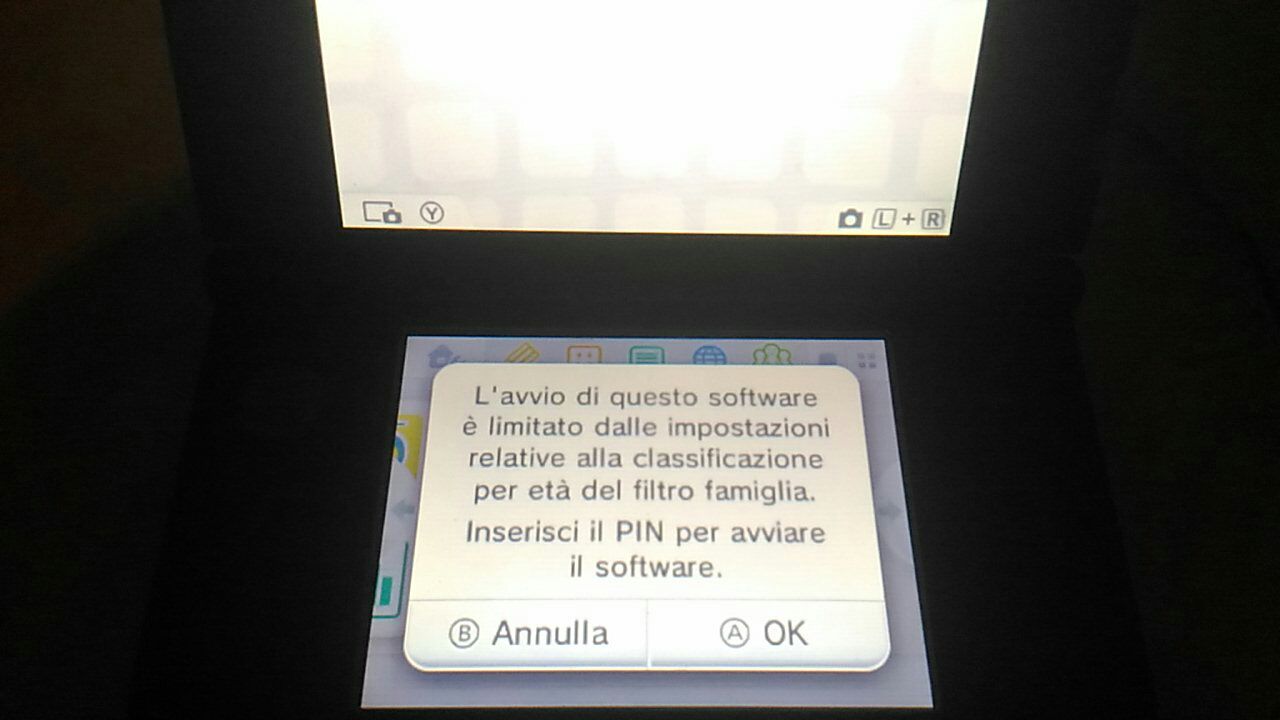 Y
L + R
L'avvio di questo software
è limitato dalle impostazioni
relative alla classificazione
per età del filtro famiglia.
Inserisci il PIN per avviare
il software.
B Annulla
A OK